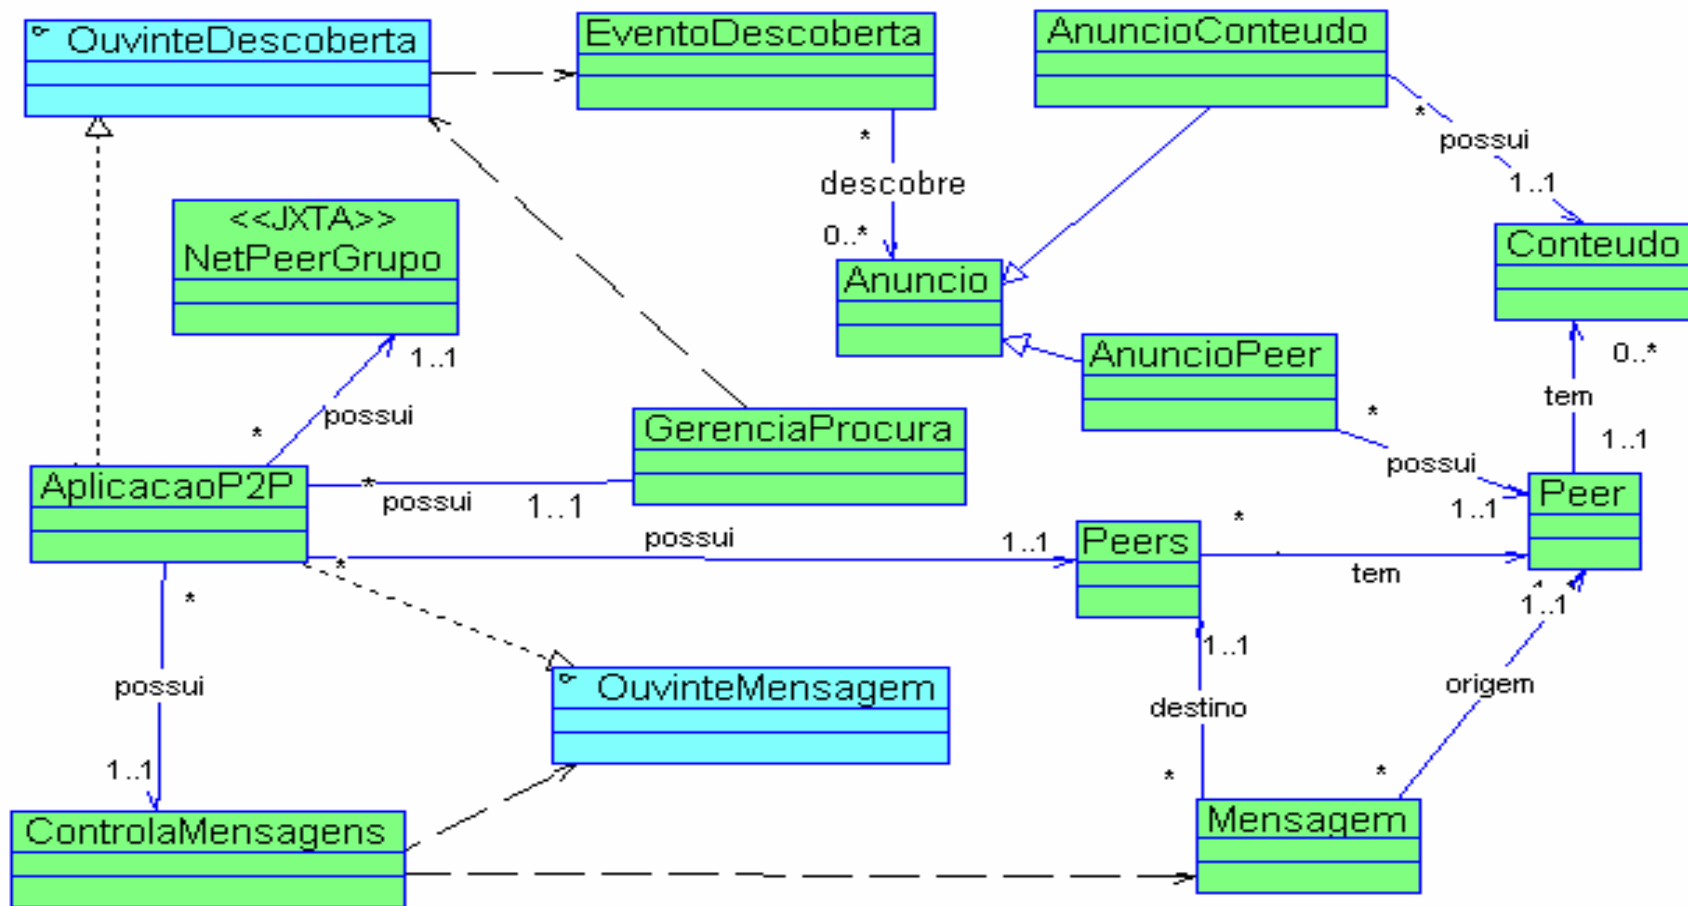 OuvinteDescoberta
EventoDescoberta
AnuncioConteudo
*
*
possui
descobre
1..1
0..*
<<JXTA>>
NetPeerGrupo
Conteudo
Anuncio
1..1
0..*
AnuncioPeer
tem
possui
*
GerenciaProcura
*
1..1
possui
AplicacaoP2P
*
possui
1..1
1..1
Peer
*
possui
1..1
Peers
*
tem
*
*
1..1
1..1
possui
OuvinteMensagem
origem
destino
1..1
*
*
ControlaMensagens
Mensagem